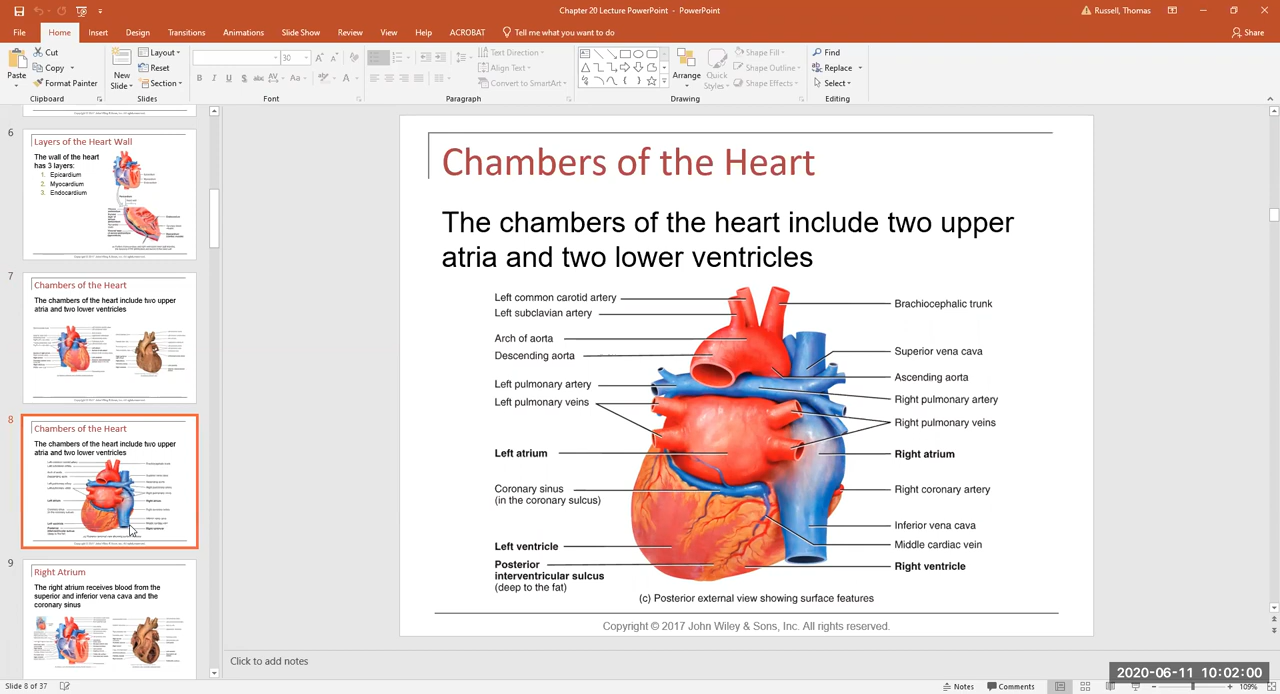 Chapter 20 Lecture PowerPoint - PowerPoint
Russell, Thomas
File Home Insert Design Transitions Animations Slide Show Review View Help ACROBAT Tell me what you want to do
Share
Paste
Cut
Copy
Format Painter
Clipboard
New
Slide
Layout
Reset
Section
Slides
30
B I U S abc AV Aa A
Font
Text Direction
Align Text
Convert to SmartArt
Paragraph
Arrange
Quick
Styles
Shape Fill
Shape Outline
Shape Effects
Drawing
Find
Replace
Select
Editing
6
Layers of the Heart Wall
The wall of the heart
has 3 layers:
1. Epicardium
2. Myocardium
3. Endocardium
7
Chambers of the Heart
The chambers of the heart include two upper
atria and two lower ventricles
8
Chambers of the Heart
The chambers of the heart include two upper
atria and two lower ventricles
9
Right Atrium
The right atrium receives blood from the
superior and inferior vena cava and the
coronary sinus
Chambers of the Heart
The chambers of the heart include two upper
atria and two lower ventricles
Left common carotid artery
Left subclavian artery
Arch of aorta
Descending aorta
Left pulmonary artery
Left pulmonary veins
Left atrium
Coronary sinus
(in the coronary sulcus)
Left ventricle
Posterior
interventricular sulcus
(deep to the fat)
Brachiocephalic trunk
Superior vena cava
Ascending aorta
Right pulmonary artery
Right pulmonary veins
Right atrium
Right coronary artery
Inferior vena cava
Middle cardiac vein
Right ventricle
(c) Posterior external view showing surface features
Copyright © 2017 John Wiley & Sons, Inc. All rights reserved.
Click to add notes
2020-06-11 10:02:00
Slide 8 of 37
Notes
Comments
109%